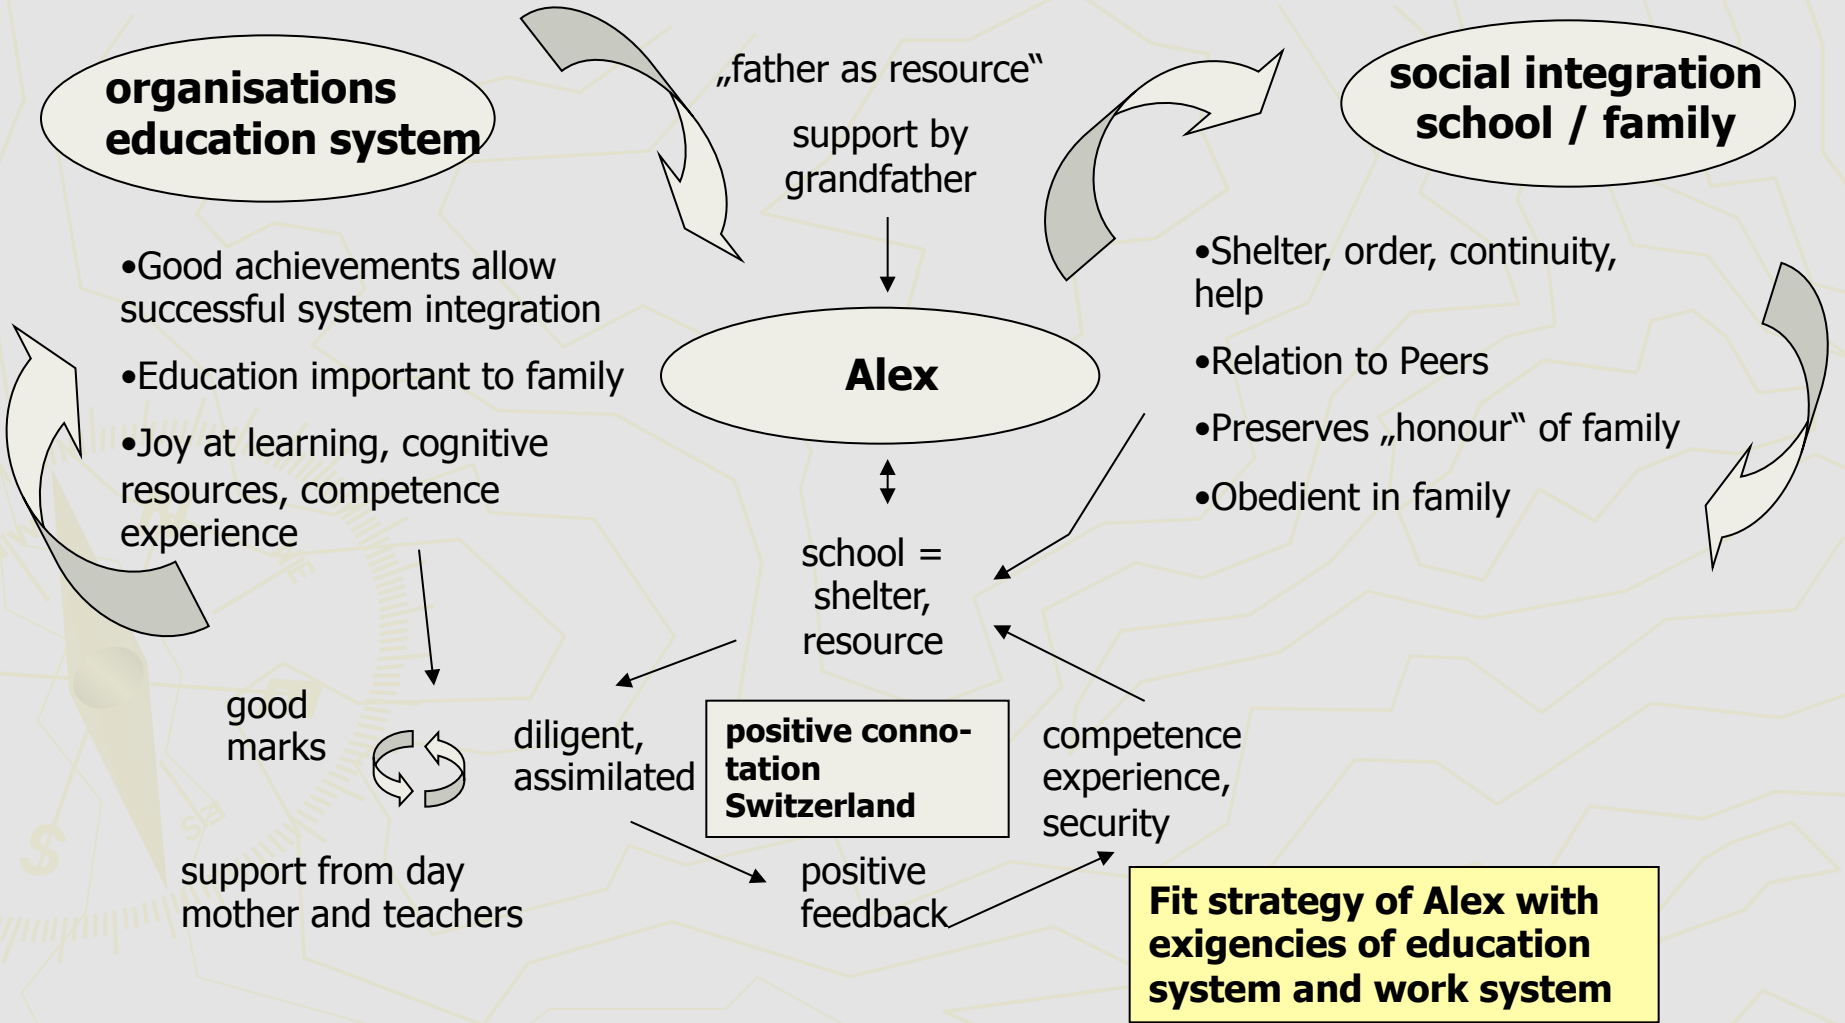 organisations
education system
„father as resource“
support by
grandfather
social integration
school / family
•Good achievements allow
successful system integration
•Education important to family
•Joy at learning, cognitive
resources, competence
experience
Alex
•Shelter, order, continuity,
help
•Relation to Peers
•Preserves „honour“ of family
•Obedient in family
school =
shelter,
resource
good
marks
diligent,
assimilated
positive conno-
tation
Switzerland
competence
experience,
security
support from day
mother and teachers
positive
feedback
Fit strategy of Alex with
exigencies of education
system and work system